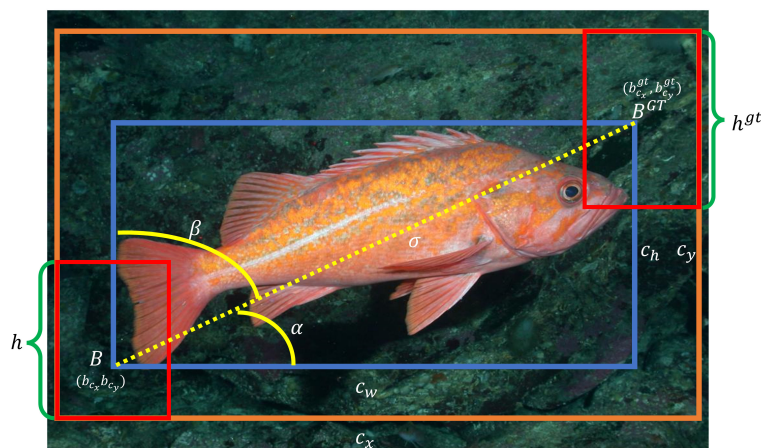 (b_{c_x}^{gt}, b_{c_y}^{gt})
B^{GT}
h^{gt}
β
σ
c_h c_y
α
h
B
(b_{c_x} b_{c_y})
c_w
c_x